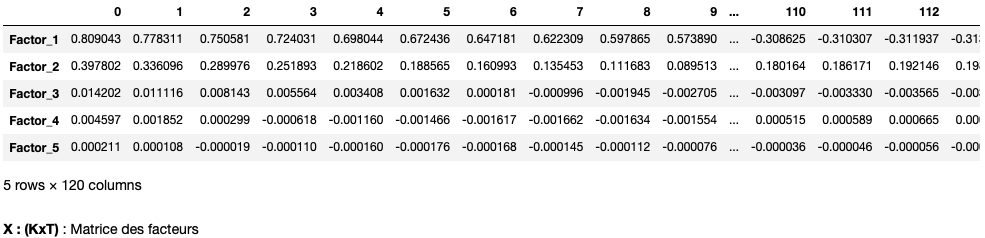 0 1 2 3 4 5 6 7 8 9 ... 110 111 112
Factor_1 0.809043 0.778311 0.750581 0.724031 0.698044 0.672436 0.647181 0.622309 0.597865 0.573890 ... -0.308625 -0.310307 -0.311937 -0.31
Factor_2 0.397802 0.336096 0.289976 0.251893 0.218602 0.188565 0.160993 0.135453 0.111683 0.089513 ... 0.180164 0.186171 0.192146 0.19
Factor_3 0.014202 0.011116 0.008143 0.005564 0.003408 0.001632 0.000181 -0.000996 -0.001945 -0.002705 ... -0.003097 -0.003330 -0.003565 -0.00
Factor_4 0.004597 0.001852 0.000299 -0.000618 -0.001160 -0.001466 -0.001617 -0.001662 -0.001634 -0.001554 ... 0.000515 0.000589 0.000665 0.00
Factor_5 0.000211 0.000108 -0.000019 -0.000110 -0.000160 -0.000176 -0.000168 -0.000145 -0.000112 -0.000076 ... -0.000036 -0.000046 -0.000056 -0.00
5 rows × 120 columns
X : (KxT) : Matrice des facteurs